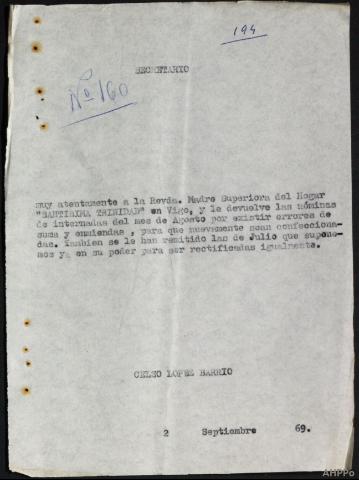 194
SECRETARIO
Nº 160
muy atentamente a la Revda. Madre Superiora del Hogar
"SANTISIMA TRINIDAD" en Vigo, y le devuelve las nóminas
de internadas del mes de Agosto por existir errores de
suma y enmiendas , para que nuevamente sean confecciona-
das. Tambien se le han remitido las de Julio que supone-
mos ya en su poder para ser rectificadas igualmente.
CELSO LOPEZ BARRIO
2 Septiembre 69.
AHPPo